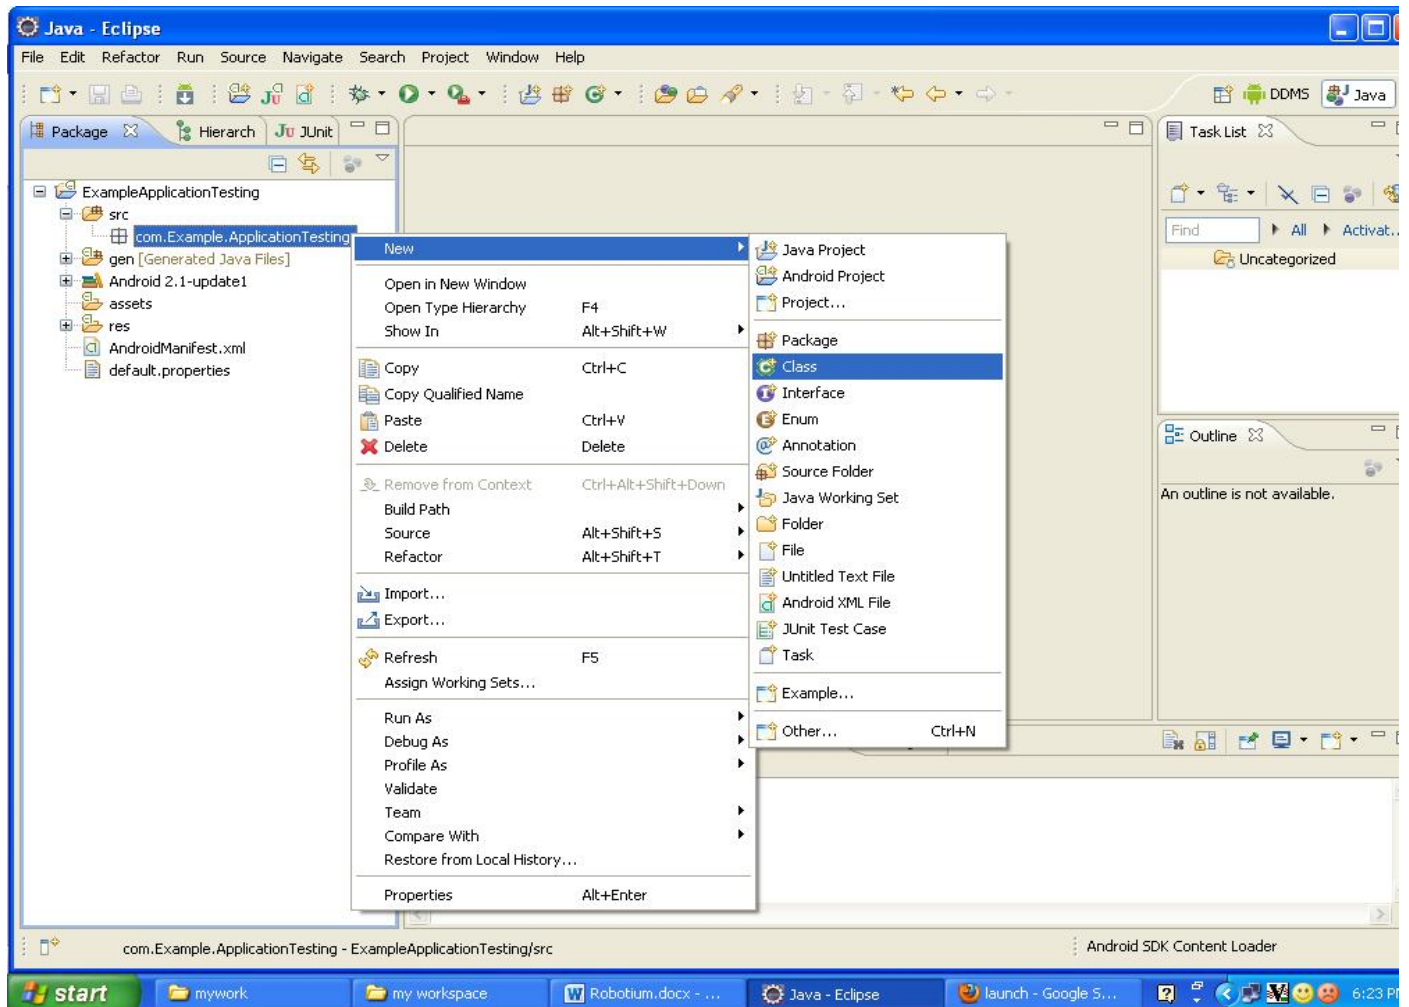 Java - Eclipse
File Edit Refactor Run Source Navigate Search Project Window Help
DDMS Java
Package Hierarch JUnit
Task List
ExampleApplicationTesting
src
com.Example.ApplicationTesting
gen [Generated Java Files]
Android 2.1-update1
assets
res
AndroidManifest.xml
default.properties
New
Open in New Window
Open Type Hierarchy F4
Show In Alt+Shift+W
Copy Ctrl+C
Copy Qualified Name
Paste Ctrl+V
Delete Delete
Remove from Context Ctrl+Alt+Shift+Down
Build Path
Source Alt+Shift+S
Refactor Alt+Shift+T
Import...
Export...
Refresh F5
Assign Working Sets...
Run As
Debug As
Profile As
Validate
Team
Compare With
Restore from Local History...
Properties Alt+Enter
Java Project
Android Project
Project...
Package
Class
Interface
Enum
Annotation
Source Folder
Java Working Set
Folder
File
Untitled Text File
Android XML File
JUnit Test Case
Task
Example...
Other... Ctrl+N
Find All Activat...
Uncategorized
Outline
An outline is not available.
com.Example.ApplicationTesting - ExampleApplicationTesting/src
Android SDK Content Loader
start mywork my workspace Robotium.docx - ... Java - Eclipse launch - Google S... 6:23 PM